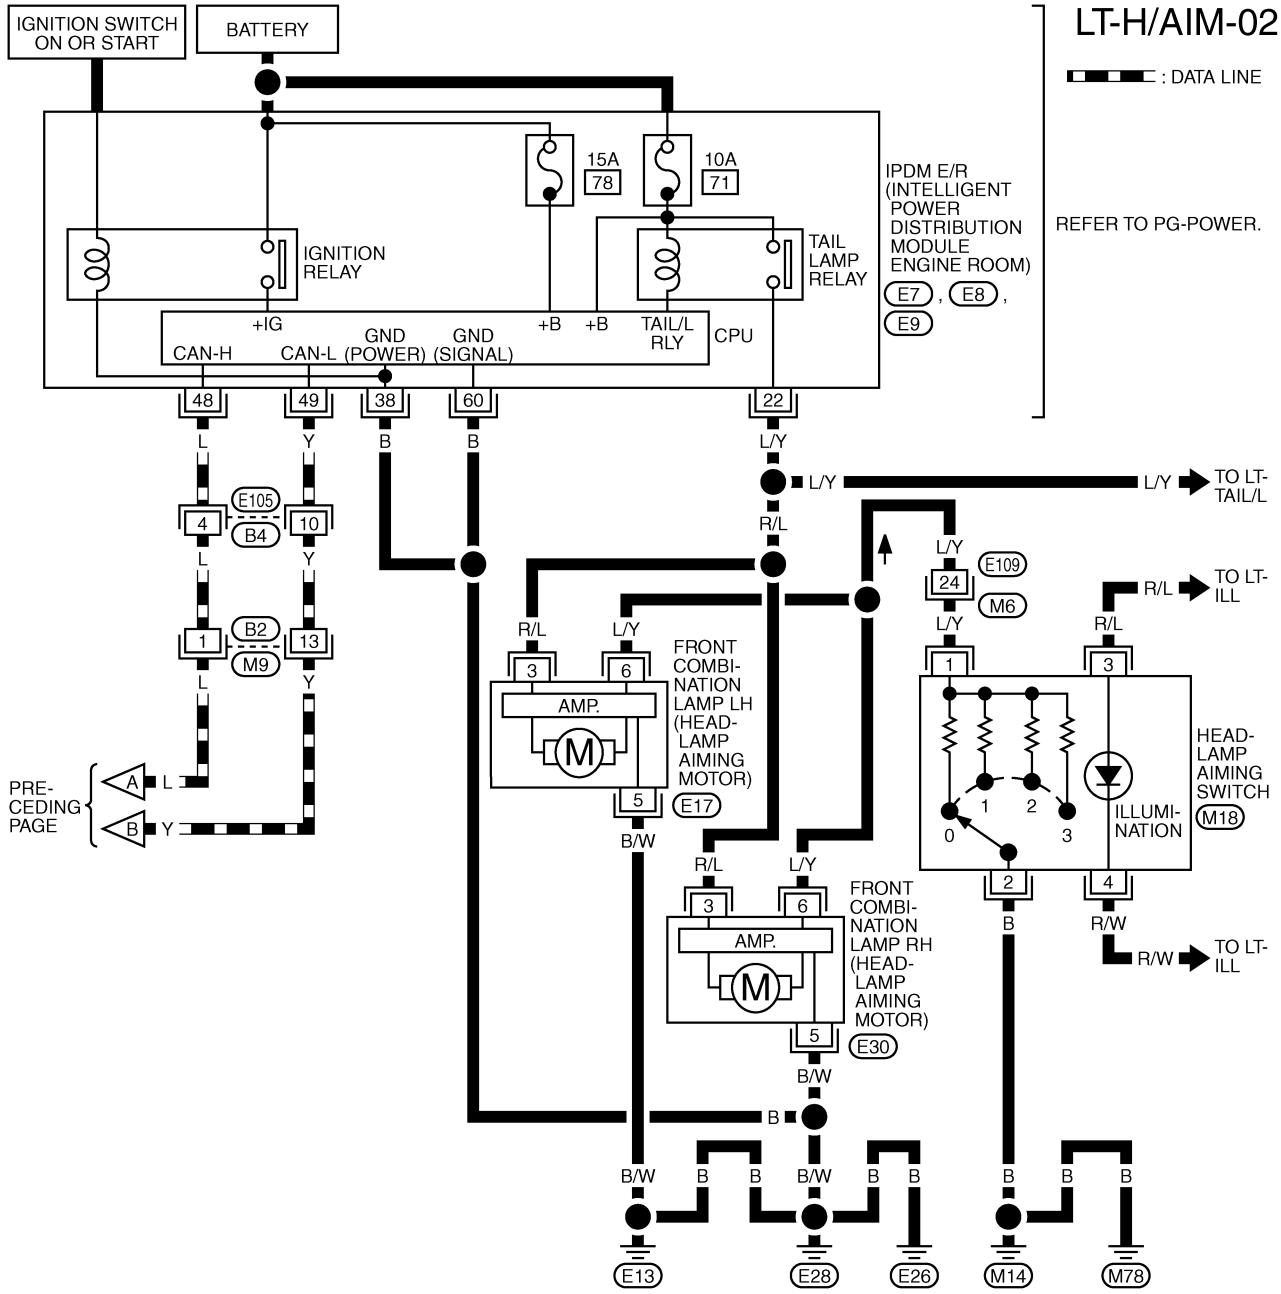 IGNITION SWITCH
ON OR START
BATTERY
LT-H/AIM-02
: DATA LINE
15A
78
10A
71
IPDM E/R
(INTELLIGENT
POWER
DISTRIBUTION
MODULE
ENGINE ROOM)
E7 , E8 ,
E9
REFER TO PG-POWER.
IGNITION
RELAY
TAIL
LAMP
RELAY
+IG
+B
+B
TAIL/L
RLY
CPU
CAN-H
CAN-L
GND
(POWER)
GND
(SIGNAL)
48
49
38
60
22
L
Y
B
B
L/Y
L/Y
L/Y
TO LT-
TAIL/L
E105
4
10
B4
R/L
L
Y
L/Y
E109
24
M6
L/Y
R/L
TO LT-
ILL
R/L
B2
1
13
M9
R/L
L/Y
3
6
L
Y
FRONT
COMBI-
NATION
LAMP LH
(HEAD-
LAMP
AIMING
MOTOR)
AMP.
M
5
E17
B/W
1
3
HEAD-
LAMP
AIMING
SWITCH
M18
0
1
2
3
ILLUMI-
NATION
PRE-
CEDING
PAGE
A
L
B
Y
R/L
L/Y
3
6
FRONT
COMBI-
NATION
LAMP RH
(HEAD-
LAMP
AIMING
MOTOR)
AMP.
M
5
E30
2
4
B
R/W
R/W
TO LT-
ILL
B/W
B
B/W
B
B
B/W
B
B
B
B
B
E13
E28
E26
M14
M78